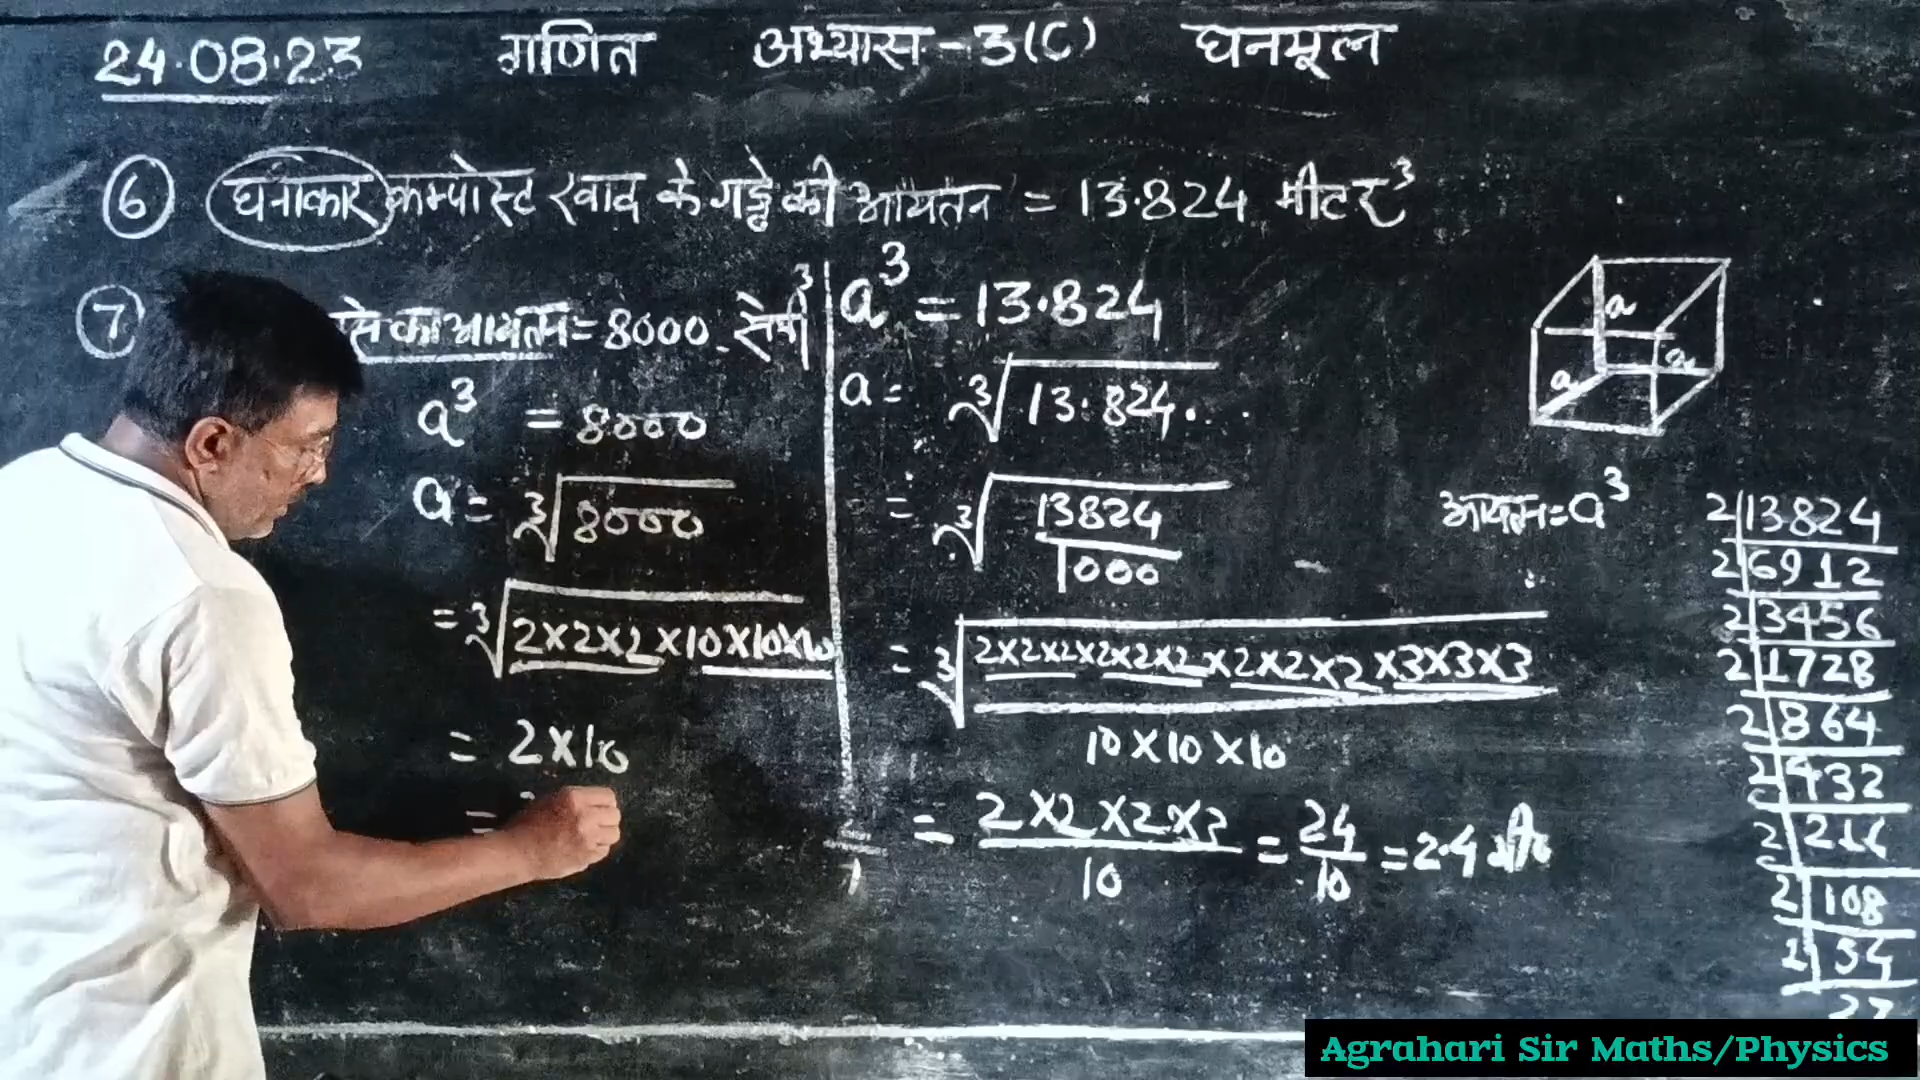 24.08.23 गणित अभ्यास-3(C) घनमूल
6 घनाकार कम्पोस्ट खाद के गड्ढे की आयतन = 13.824 मीटर³
7 का आयतन = 8000 सेमी³
a³ = 8000
a = ∛8000
= ∛2×2×2×10×10×10
= 2×10
=
a³ = 13.824
a = ∛13.824
= ∛13824/1000
= ∛2×2×2×2×2×2×2×2×2×3×3×3
10×10×10
= 2×2×2×3/10 = 24/10 = 2.4 मी०
a
a
a
आयतन = a³
2|13824
2|6912
2|3456
2|1728
2|864
2|432
2|216
2|108
2|54
27
Agrahari Sir Maths/Physics